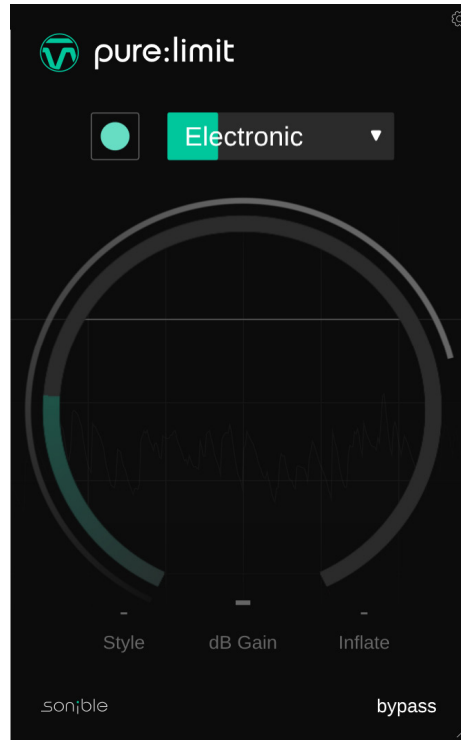 pure:limit
Electronic
- - -
Style dB Gain Inflate
sonible bypass